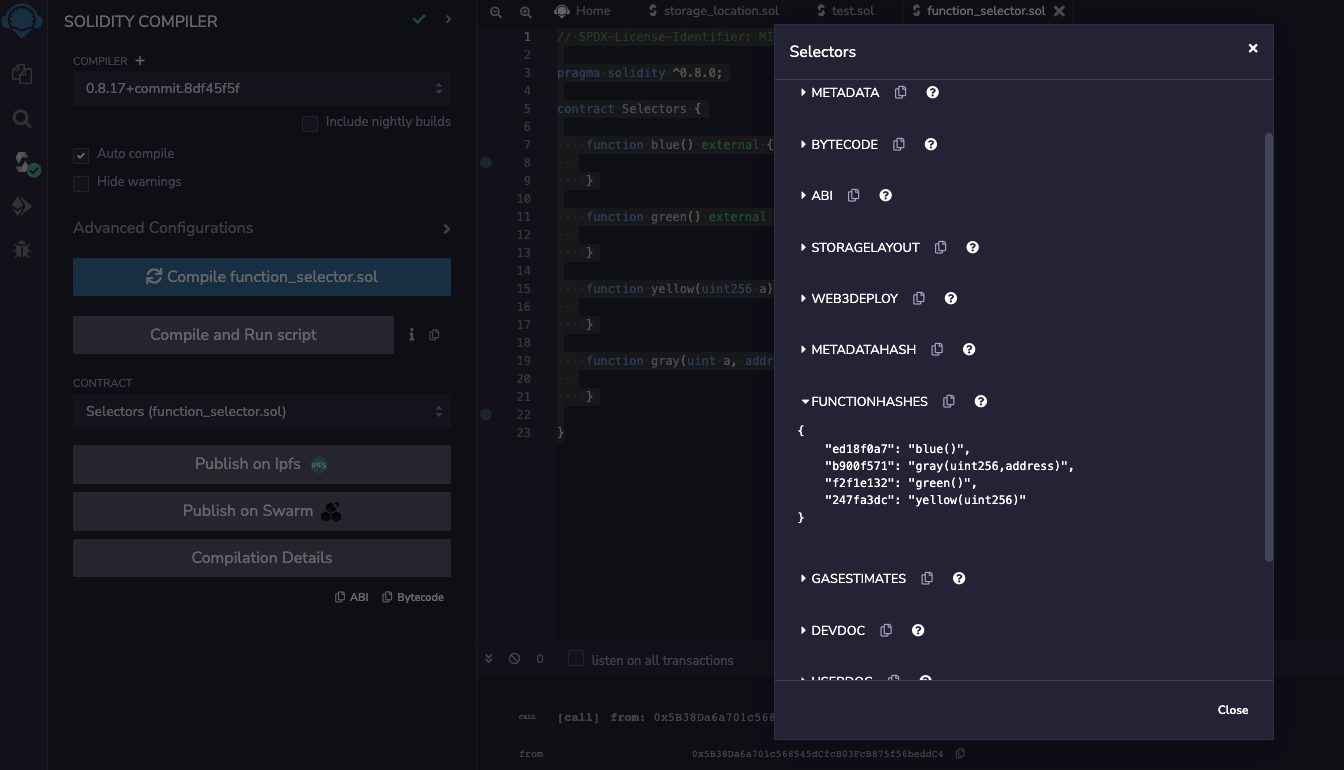 SOLIDITY COMPILER
COMPILER
0.8.17+commit.8df45f5f
Include nightly builds
Auto compile
Hide warnings
Advanced Configurations
Compile function_selector.sol
Compile and Run script
CONTRACT
Selectors (function_selector.sol)
Publish on Ipfs IPFS
Publish on Swarm
Compilation Details
ABI Bytecode
Home storage_location.sol test.sol function_selector.sol
1 // SPDX-License-Identifier: MI
2
3 pragma solidity ^0.8.0;
4
5 contract Selectors {
6
7 function blue() external {
8
9 }
10
11 function green() external
12
13 }
14
15 function yellow(uint256 a)
16
17 }
18
19 function gray(uint a, addr
20
21 }
22
23 }
0 listen on all transactions
CALL [call] from: 0x5B38Da6a701c568
from 0x5B38Da6a701c568545dCfcB03FcB875f56beddC4
Selectors
METADATA
BYTECODE
ABI
STORAGELAYOUT
WEB3DEPLOY
METADATAHASH
FUNCTIONHASHES
{
"ed18f0a7": "blue()",
"b900f571": "gray(uint256,address)",
"f2f1e132": "green()",
"247fa3dc": "yellow(uint256)"
}
GASESTIMATES
DEVDOC
USERDOC
Close